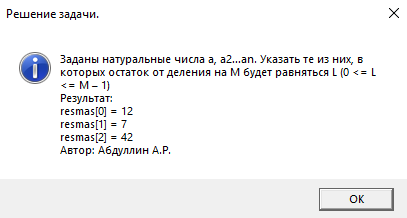 Решение задачи.
Заданы натуральные числа a, a2...an. Указать те из них, в
которых остаток от деления на M будет равняться L (0 <= L
<= M – 1)
Результат:
resmas[0] = 12
resmas[1] = 7
resmas[2] = 42
Автор: Абдуллин А.Р.
ОК